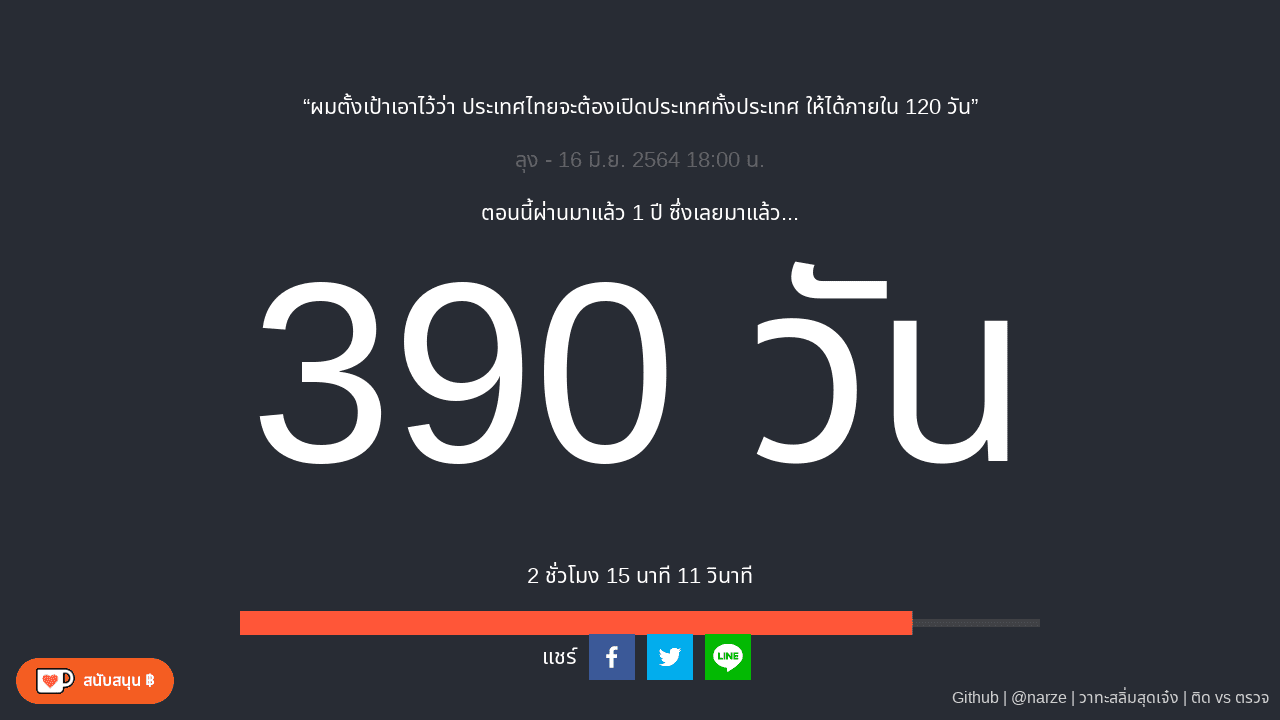 “ผมตั้งเป้าเอาไว้ว่า ประเทศไทยจะต้องเปิดประเทศทั้งประเทศ ให้ได้ภายใน 120 วัน”
ลุง - 16 มิ.ย. 2564 18:00 น.
ตอนนี้ผ่านมาแล้ว 1 ปี ซึ่งเลยมาแล้ว...
390 วัน
2 ชั่วโมง 15 นาที 11 วินาที
แชร์
LINE
สนับสนุน ฿
Github | @narze | วาทะสลิ่มสุดเจ๋ง | ติด vs ตรวจ